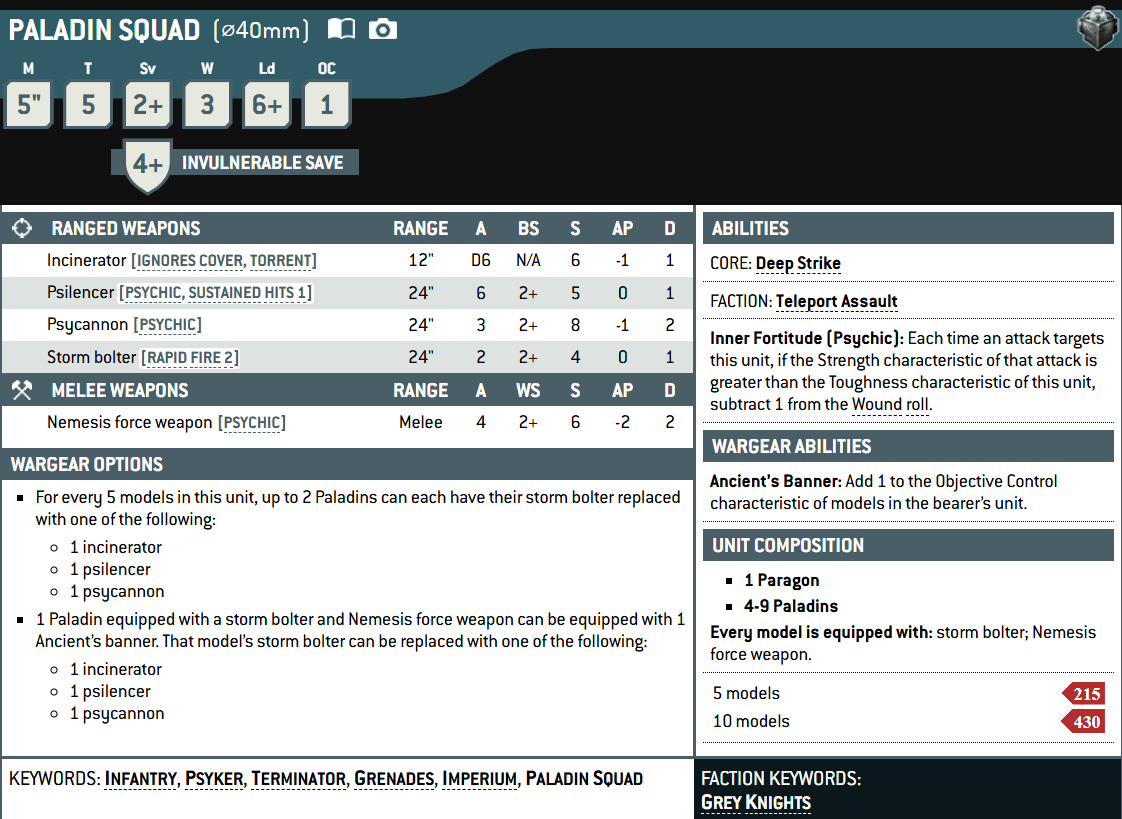 PALADIN SQUAD (⌀40mm)
M T Sv W Ld OC
5" 5 2+ 3 6+ 1
4+ INVULNERABLE SAVE
RANGED WEAPONS RANGE A BS S AP D
Incinerator [IGNORES COVER, TORRENT] 12" D6 N/A 6 -1 1
Psilencer [PSYCHIC, SUSTAINED HITS 1] 24" 6 2+ 5 0 1
Psycannon [PSYCHIC] 24" 3 2+ 8 -1 2
Storm bolter [RAPID FIRE 2] 24" 2 2+ 4 0 1
MELEE WEAPONS RANGE A WS S AP D
Nemesis force weapon [PSYCHIC] Melee 4 2+ 6 -2 2
WARGEAR OPTIONS
▪ For every 5 models in this unit, up to 2 Paladins can each have their storm bolter replaced
with one of the following:
◦ 1 incinerator
◦ 1 psilencer
◦ 1 psycannon
▪ 1 Paladin equipped with a storm bolter and Nemesis force weapon can be equipped with 1
Ancient's banner. That model's storm bolter can be replaced with one of the following:
◦ 1 incinerator
◦ 1 psilencer
◦ 1 psycannon
ABILITIES
CORE: Deep Strike
FACTION: Teleport Assault
Inner Fortitude (Psychic): Each time an attack targets
this unit, if the Strength characteristic of that attack is
greater than the Toughness characteristic of this unit,
subtract 1 from the Wound roll.
WARGEAR ABILITIES
Ancient's Banner: Add 1 to the Objective Control
characteristic of models in the bearer's unit.
UNIT COMPOSITION
▪ 1 Paragon
▪ 4-9 Paladins
Every model is equipped with: storm bolter; Nemesis
force weapon.
5 models 215
10 models 430
KEYWORDS: INFANTRY, PSYKER, TERMINATOR, GRENADES, IMPERIUM, PALADIN SQUAD
FACTION KEYWORDS:
GREY KNIGHTS